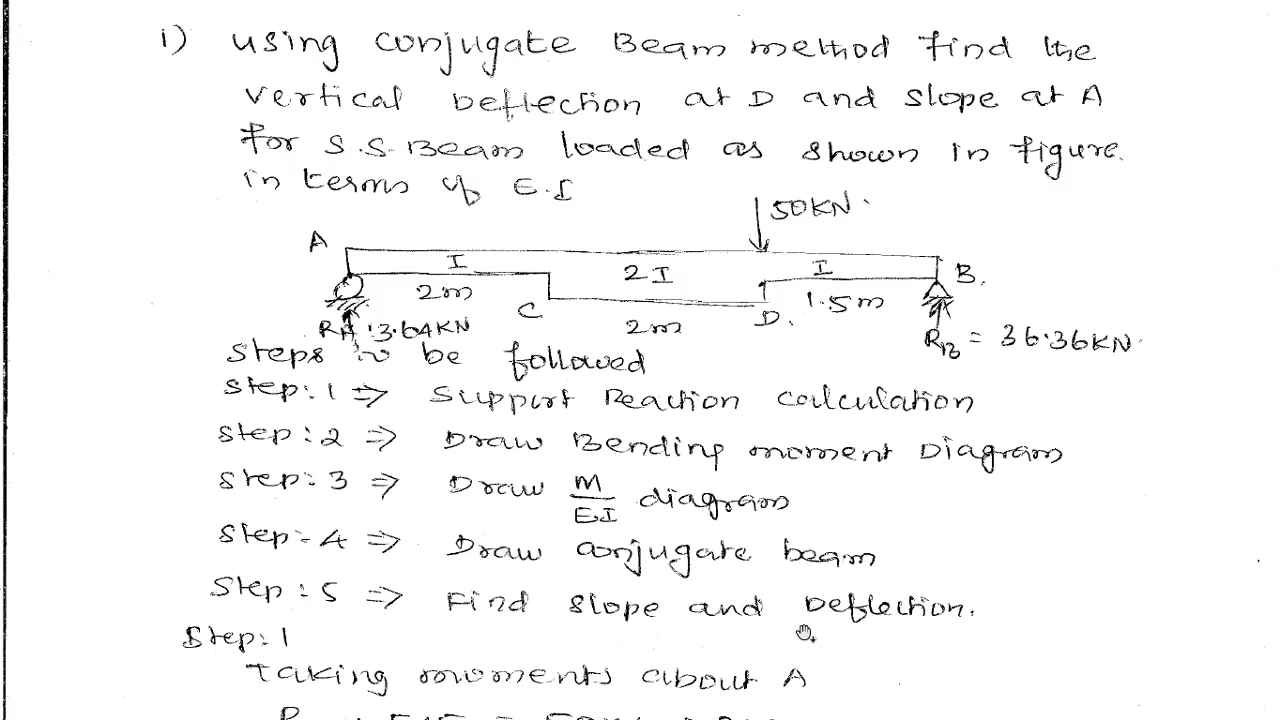 i) using conjugate Beam method find the
vertical Deflection at D and slope at A
for S.S. Beam loaded as shown in figure.
in terms of E.I
50KN
A
I
2I
I
B.
2m
C
2m
D.
1.5m
RA 13.64KN
RB = 36.36KN
steps to be followed
step:1 ⇒ Support Reaction calculation
step:2 ⇒ Draw Bending moment Diagram
step:3 ⇒ Draw M/EI diagram
step-4 ⇒ Draw conjugate beam
step:5 ⇒ Find slope and Deflection.
Step:1
Taking moments about A